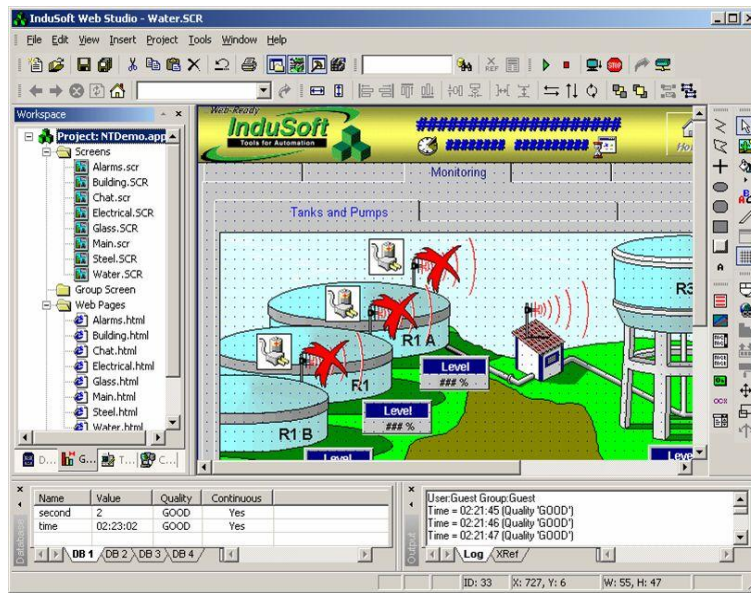 InduSoft Web Studio - Water.SCR
File Edit View Insert Project Tools Window Help
XREF
STOP
Workspace
Project: NTDemo.app
Screens
Alarms.scr
Building.SCR
Chat.scr
Electrical.SCR
Glass.SCR
Main.scr
Steel.SCR
Water.SCR
Group Screen
Web Pages
Alarms.html
Building.html
Chat.html
Electrical.html
Glass.html
Main.html
Steel.html
Water.html
D... G... T... C...
Web-Ready
InduSoft
Tools for Automation
#####################
######## ##########
Monitoring
Tanks and Pumps
R1 A
R1
R1 B
R3
Level
### %
Level
### %
Level
Leve
A
OCX
Database
Name Value Quality Continuous
second 2 GOOD Yes
time 02:23:02 GOOD Yes
DB 1 DB 2 DB 3 DB 4
Output
User:Guest Group:Guest
Time = 02:21:45 (Quality 'GOOD')
Time = 02:21:46 (Quality 'GOOD')
Time = 02:21:47 (Quality 'GOOD')
Log XRef
ID: 33 X: 727, Y: 6 W: 55, H: 47